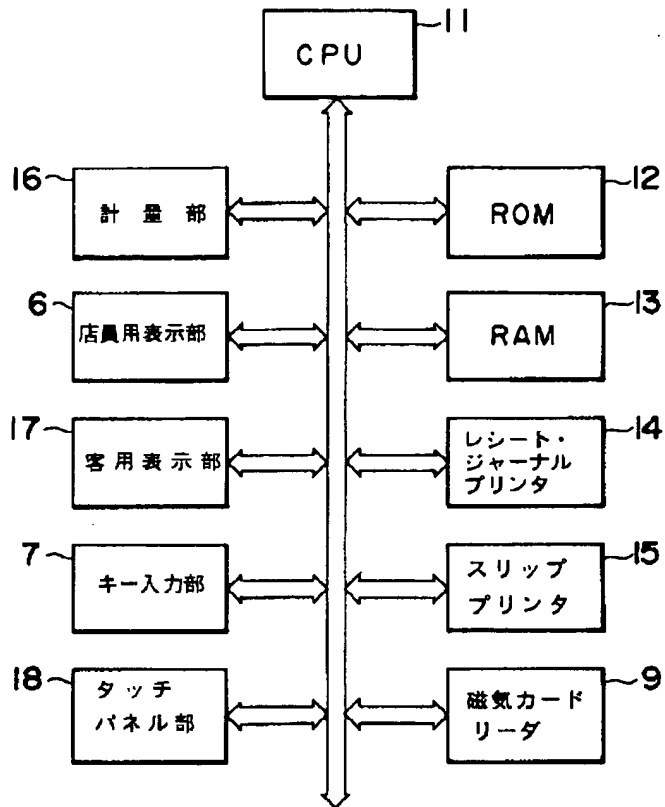 11
CPU
16
計量部
12
ROM
6
店員用表示部
13
RAM
17
客用表示部
14
レシート・
ジャーナル
プリンタ
7
キー入力部
15
スリップ
プリンタ
18
タッチ
パネル部
9
磁気カード
リーダ